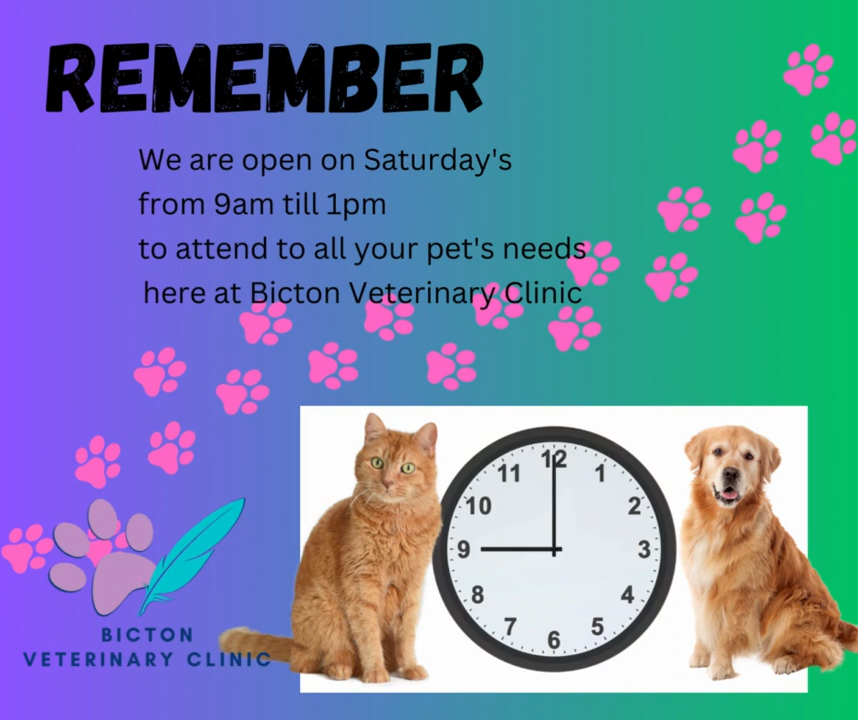 REMEMBER
We are open on Saturday's
from 9am till 1pm
to attend to all your pet's needs
here at Bicton Veterinary Clinic
12
11 1
10 2
9 3
8 4
7 5
6
BICTON
VETERINARY CLINIC